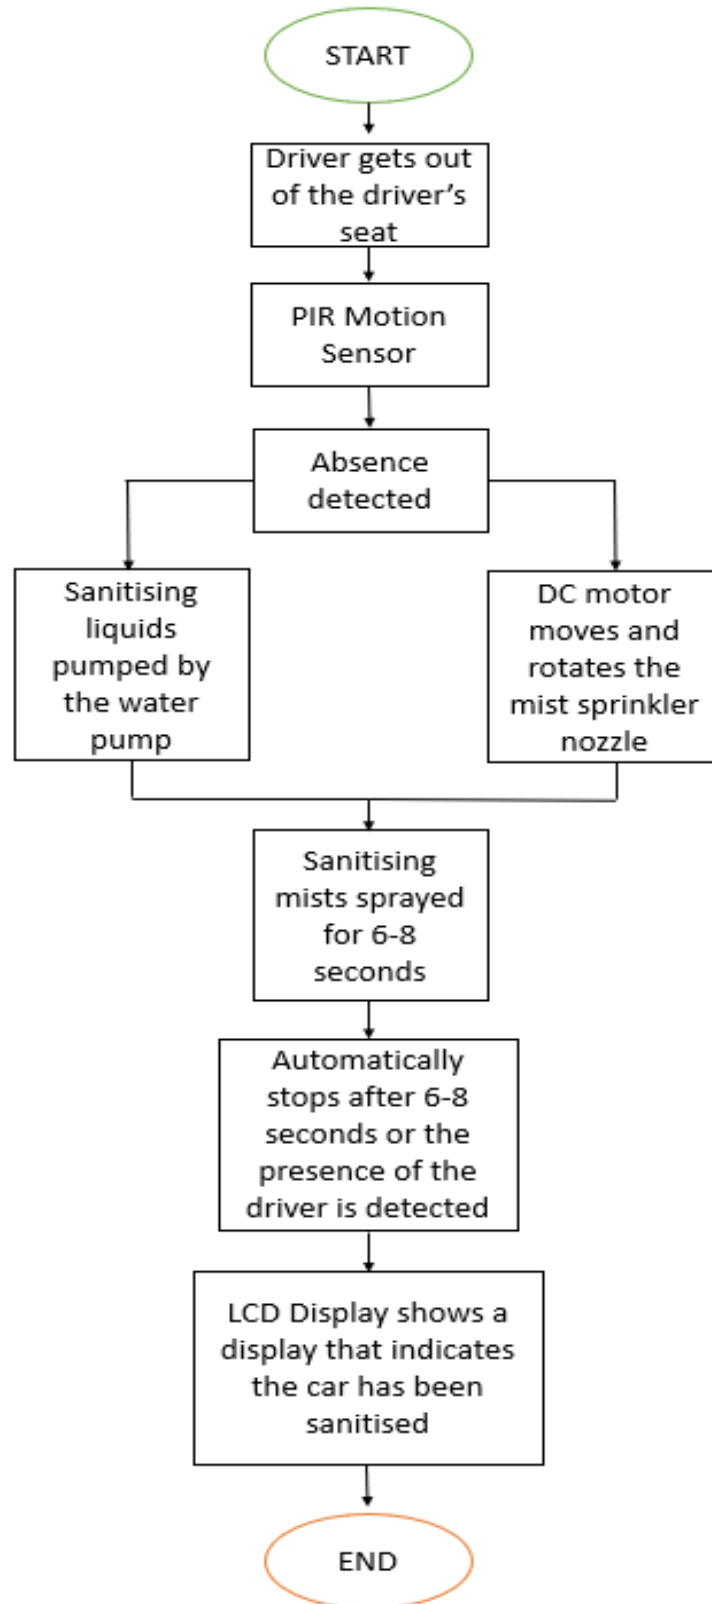 START
Driver gets out
of the driver's
seat
PIR Motion
Sensor
Absence
detected
Sanitising
liquids
pumped by
the water
pump
DC motor
moves and
rotates the
mist sprinkler
nozzle
Sanitising
mists sprayed
for 6-8
seconds
Automatically
stops after 6-8
seconds or the
presence of the
driver is detected
LCD Display shows a
display that indicates
the car has been
sanitised
END